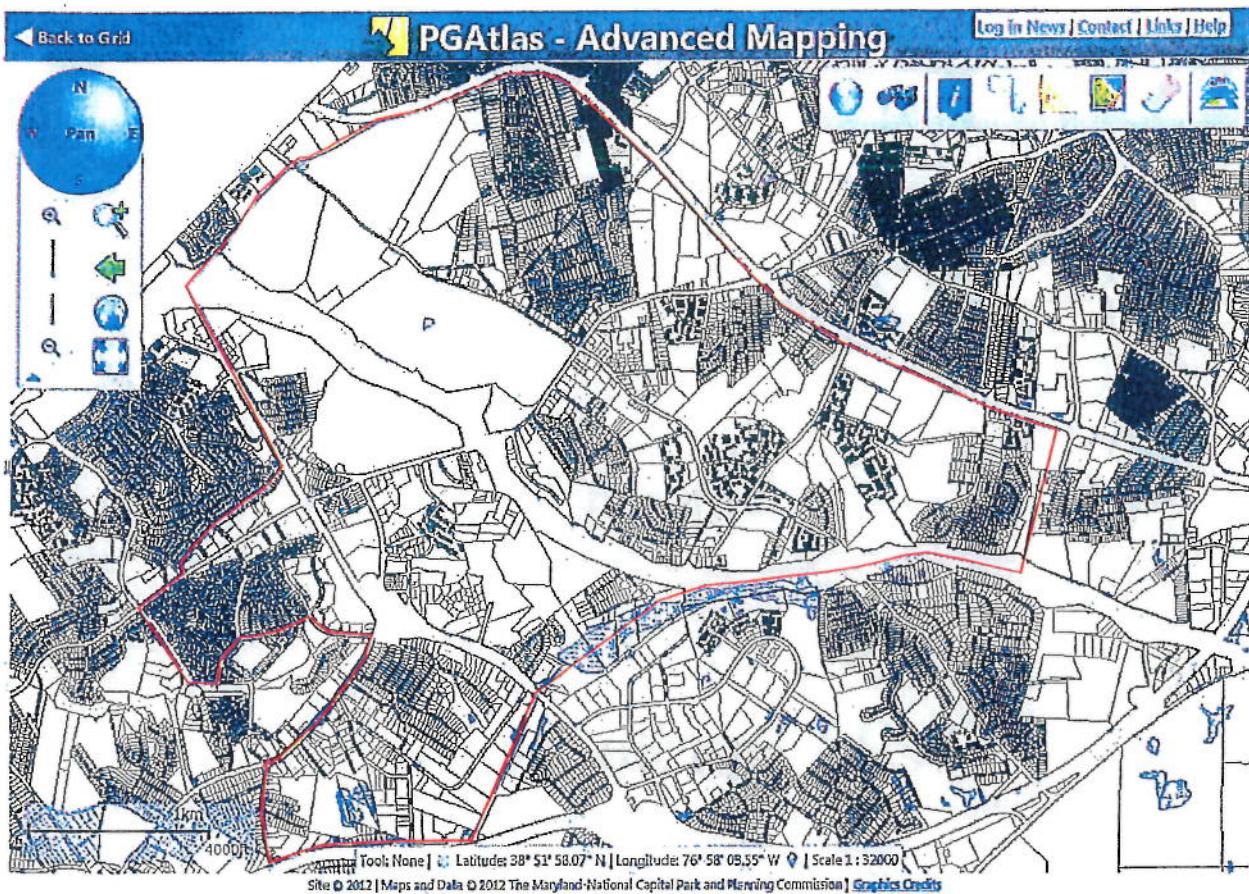 Back to Grid
PGAtlas - Advanced Mapping
Log In News | Contact | Links | Help
N
Pan
E
S
1km
4000ft
Tool: None | Latitude: 38° 51' 58.07" N | Longitude: 76° 58' 03.55" W | Scale 1 : 32000
Site © 2012 | Maps and Data © 2012 The Maryland-National Capital Park and Planning Commission | Graphics Credits